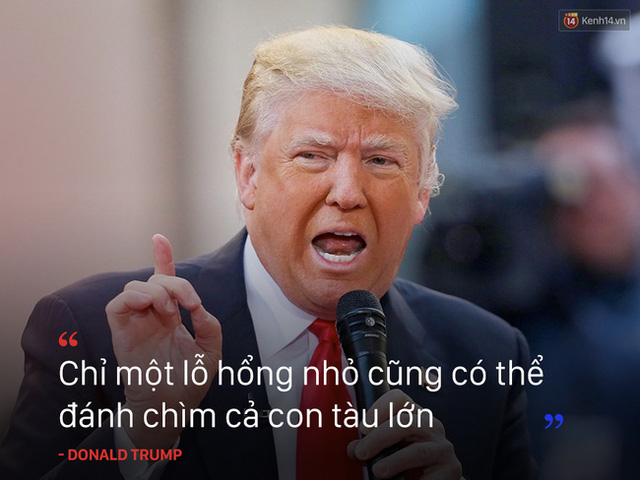 14 Kenh14.vn
“
Chỉ một lỗ hổng nhỏ cũng có thể
đánh chìm cả con tàu lớn
”
- DONALD TRUMP